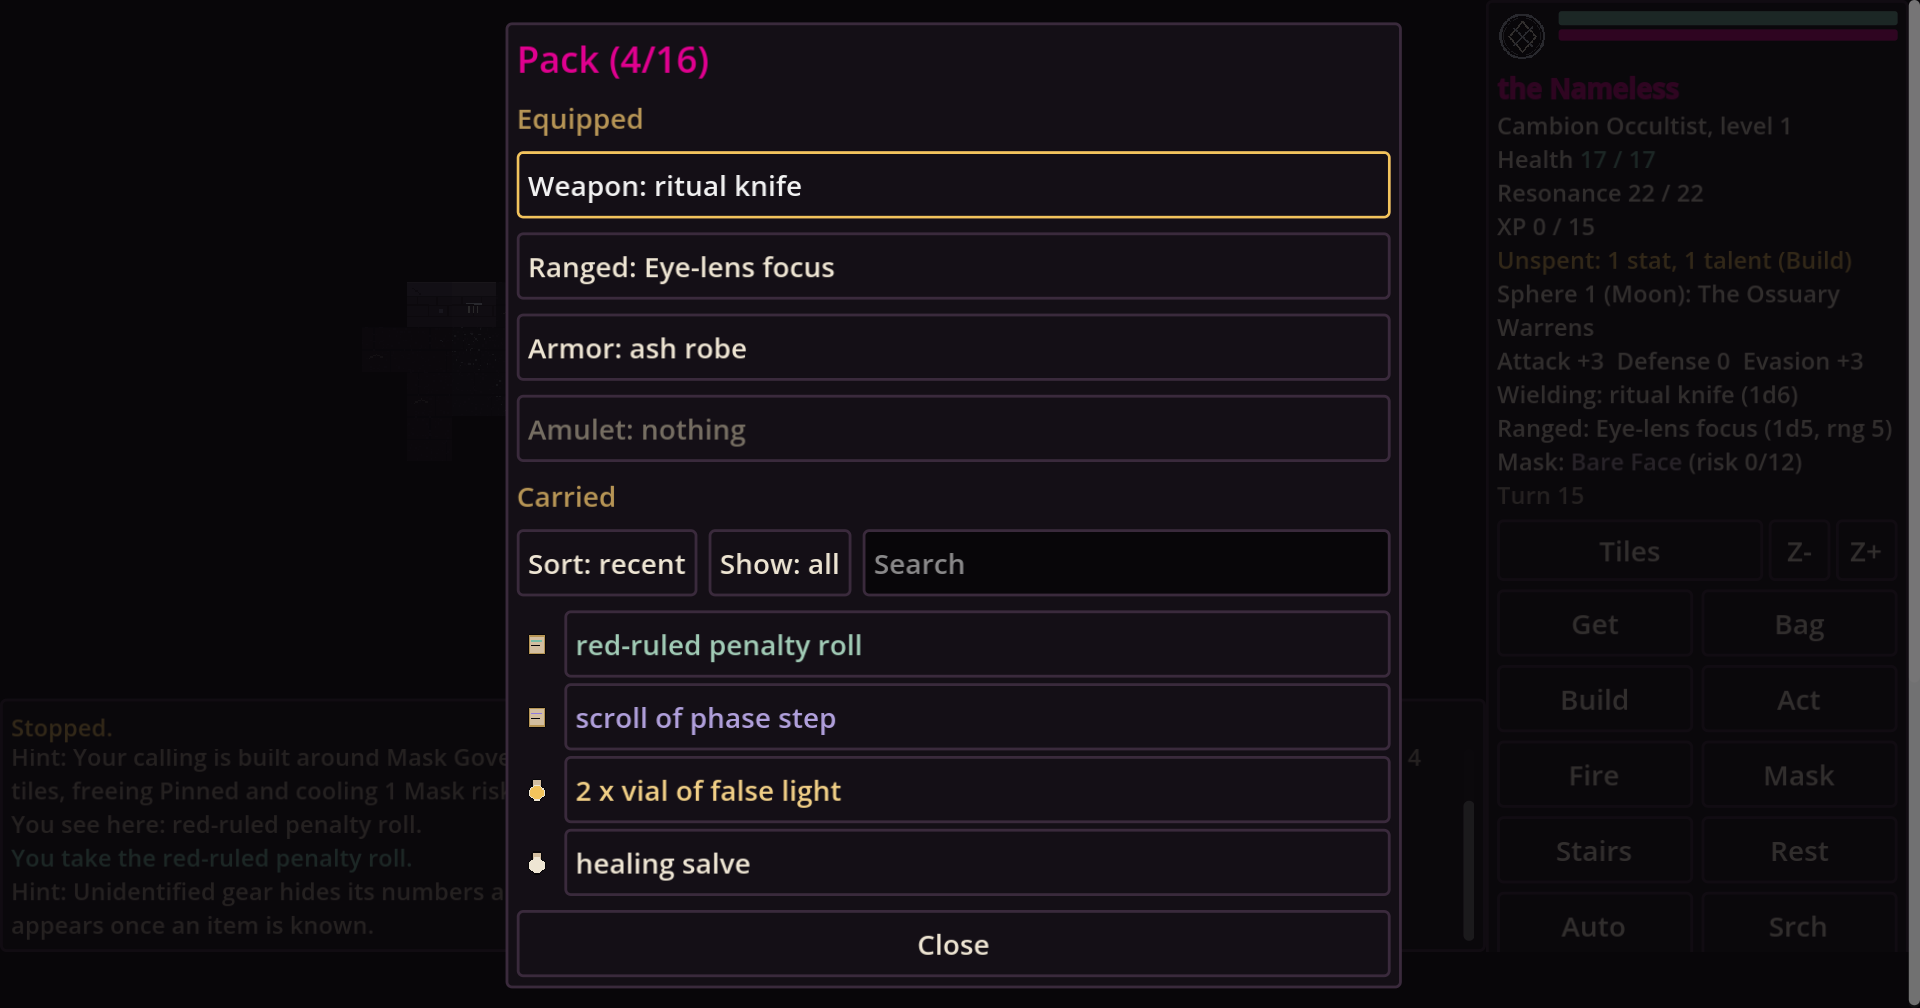 Pack (4/16)
Equipped
Weapon: ritual knife
Ranged: Eye-lens focus
Armor: ash robe
Amulet: nothing
Carried
Sort: recent
Show: all
Search
red-ruled penalty roll
scroll of phase step
2 x vial of false light
healing salve
Close
the Nameless
Cambion Occultist, level 1
Health 17 / 17
Resonance 22 / 22
XP 0 / 15
Unspent: 1 stat, 1 talent (Build)
Sphere 1 (Moon): The Ossuary
Warrens
Attack +3 Defense 0 Evasion +3
Wielding: ritual knife (1d6)
Ranged: Eye-lens focus (1d5, rng 5)
Mask: Bare Face (risk 0/12)
Turn 15
Tiles Z- Z+
Get Bag
Build Act
Fire Mask
Stairs Rest
Auto Srch
Stopped.
Hint: Your calling is built around Mask Gove
4
tiles, freeing Pinned and cooling 1 Mask risk
You see here: red-ruled penalty roll.
You take the red-ruled penalty roll.
Hint: Unidentified gear hides its numbers a
appears once an item is known.